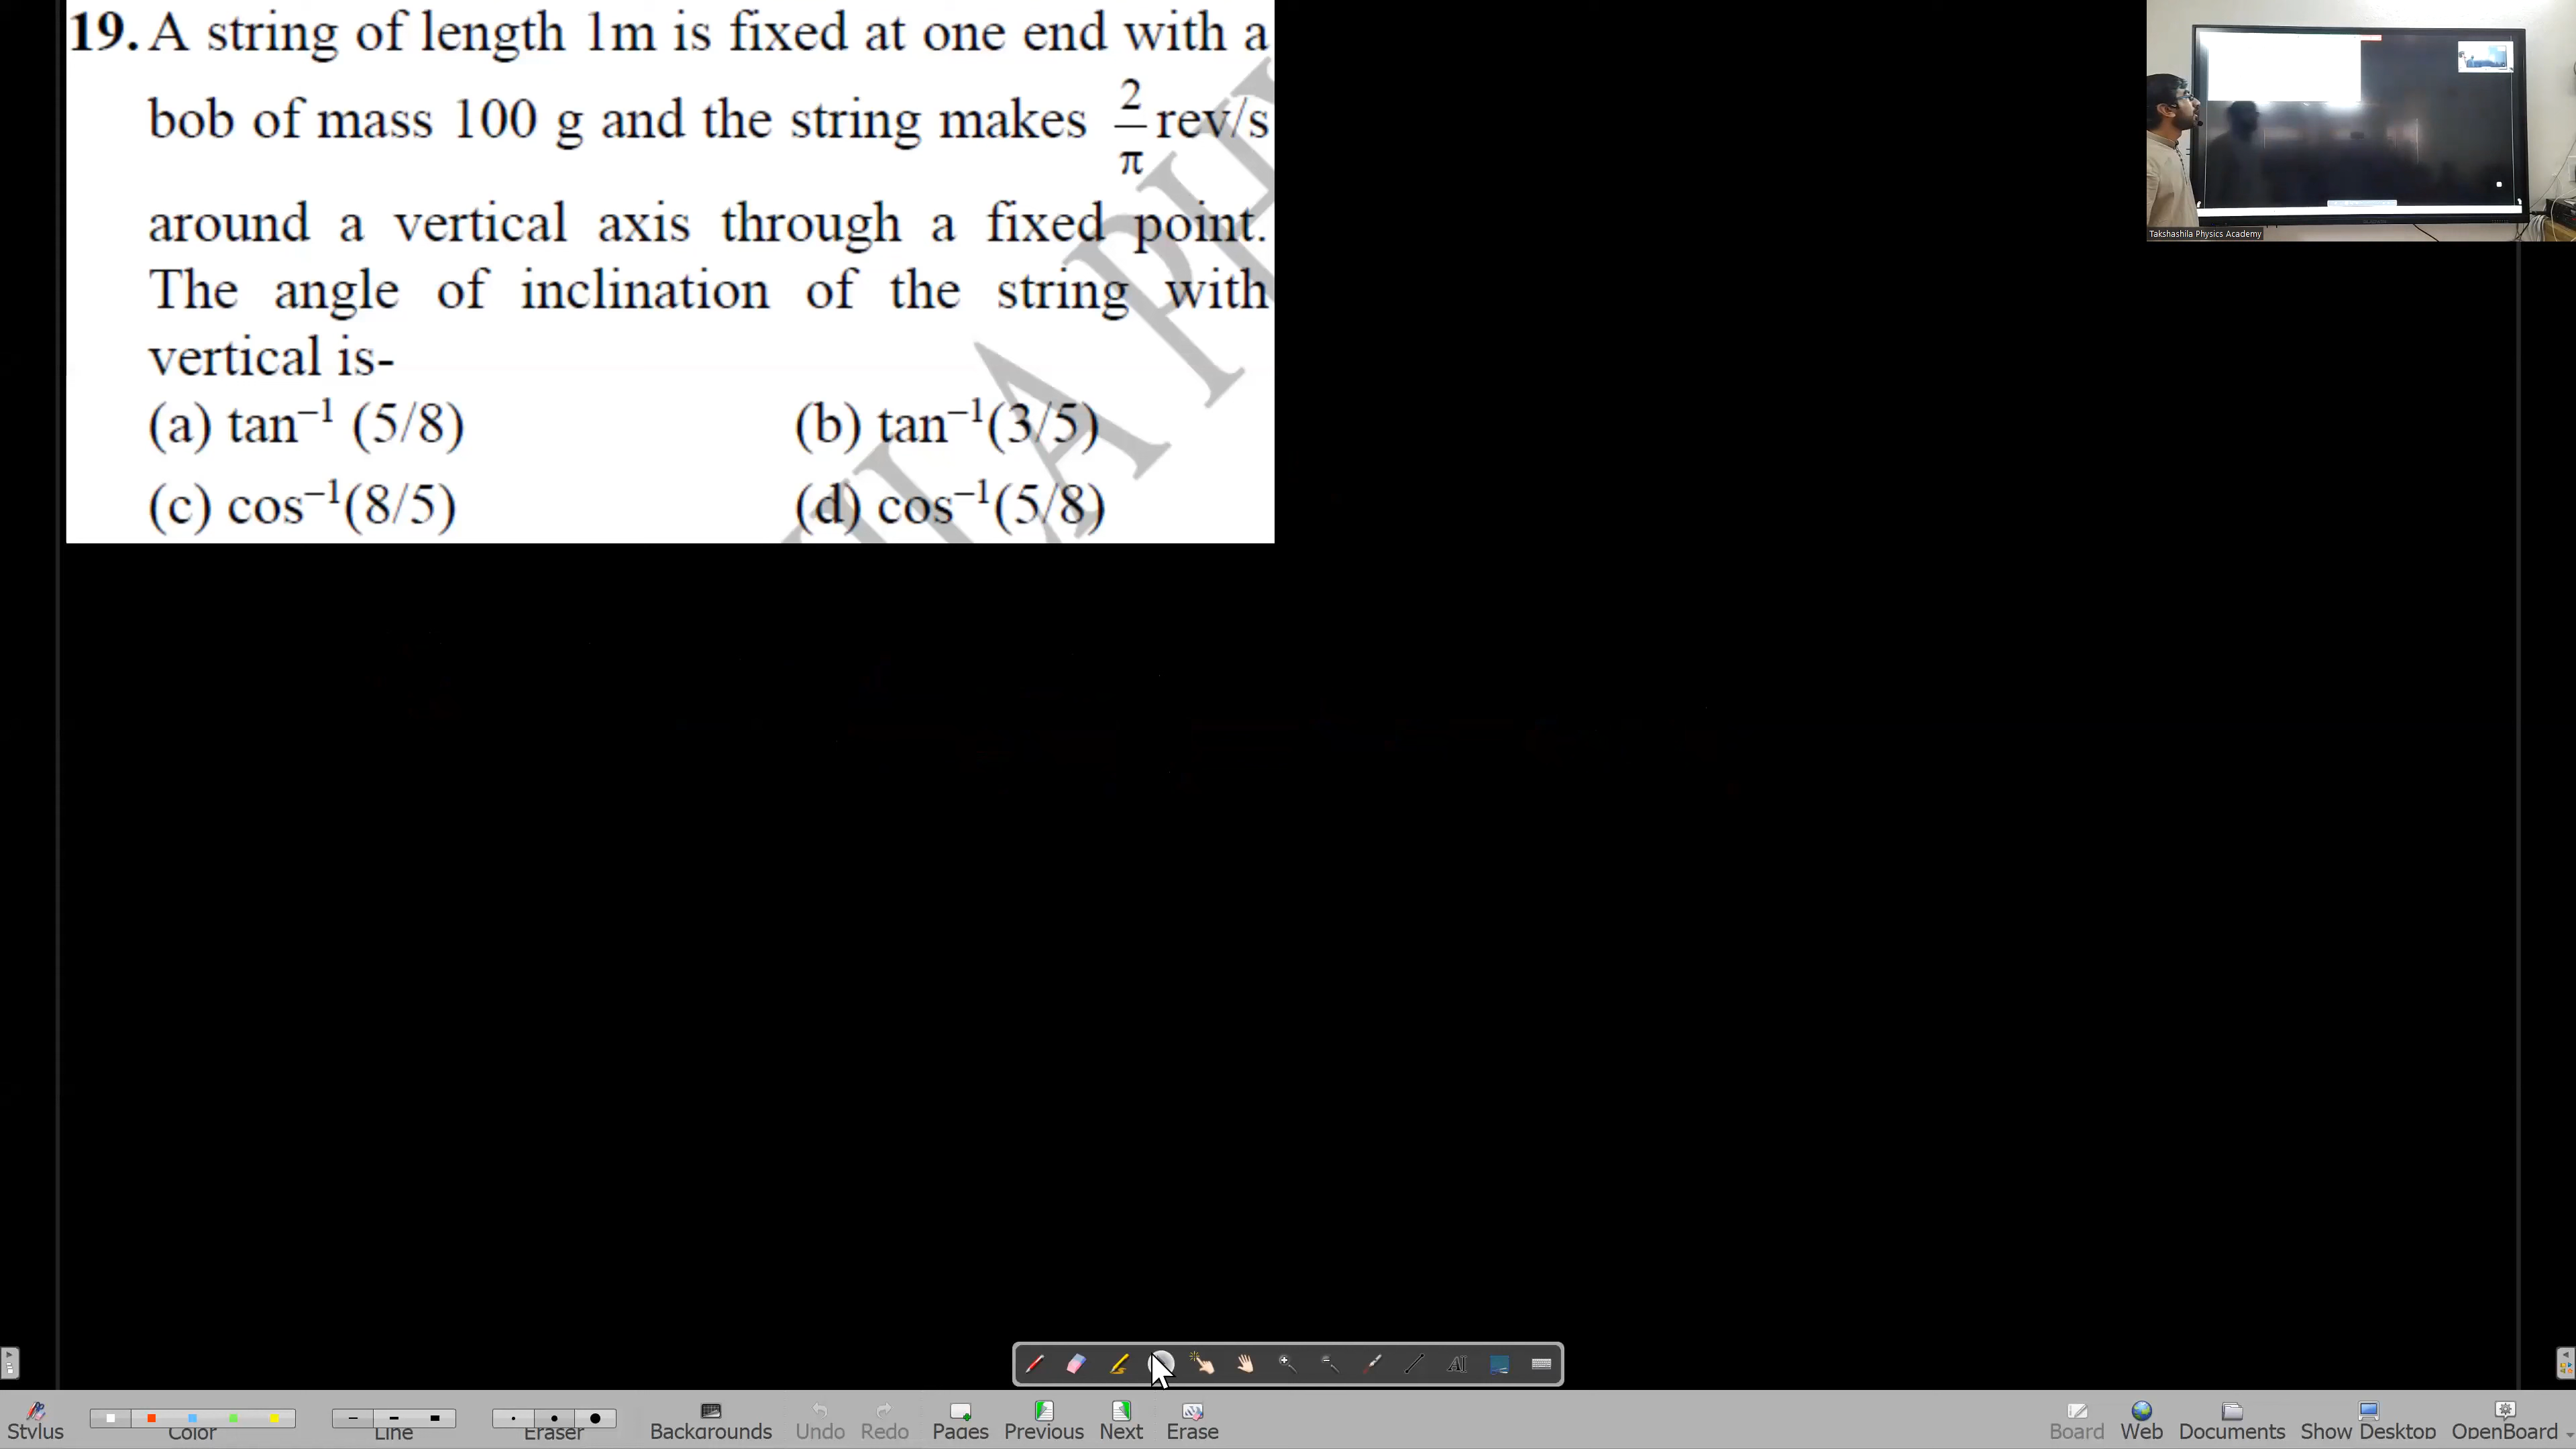 19. A string of length 1m is fixed at one end with a
bob of mass 100 g and the string makes 2/π rev/s
around a vertical axis through a fixed point.
The angle of inclination of the string with
vertical is-
(a) tan⁻¹ (5/8) (b) tan⁻¹(3/5)
(c) cos⁻¹(8/5) (d) cos⁻¹(5/8)
Takshashila Physics Academy
Stylus Color Line Eraser Backgrounds Undo Redo Pages Previous Next Erase Board Web Documents Show Desktop OpenBoard